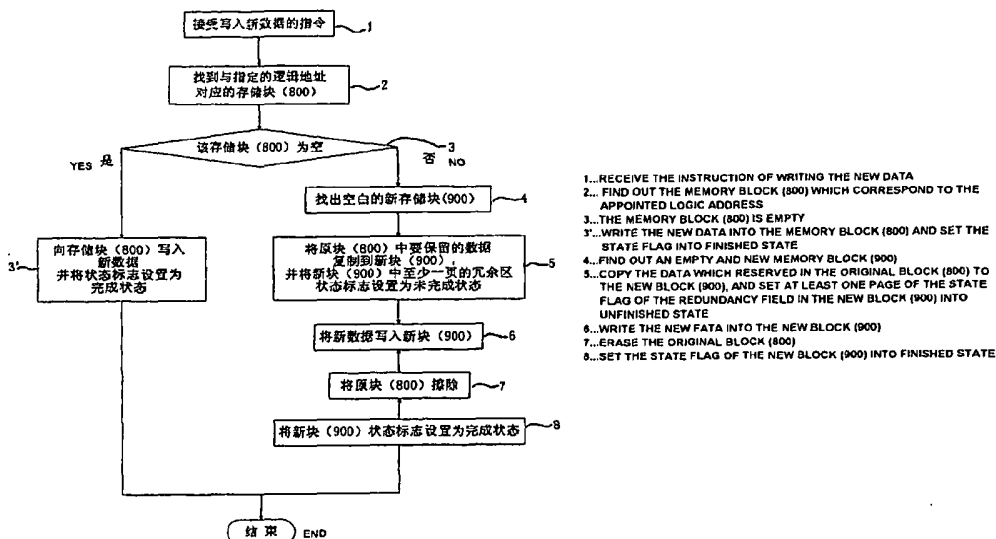 接受写入新数据的指令
1
找到与指定的逻辑地址
对应的存储块（800）
2
该存储块（800）为空
3
YES 是
否 NO
找出空白的新存储块(900)
4
向存储块（800）写入
新数据
并将状态标志设置为
完成状态
3'
将原块（800）中要保留的数据
复制到新块（900），
并将新块（900）中至少一页的冗余区
状态标志设置为未完成状态
5
将新数据写入新块（900）
6
将原块（800）擦除
7
将新块（900）状态标志设置为完成状态
8
结 束
END
1...RECEIVE THE INSTRUCTION OF WRITING THE NEW DATA
2... FIND OUT THE MEMORY BLOCK (800) WHICH CORRESPOND TO THE
APPOINTED LOGIC ADDRESS
3...THE MEMORY BLOCK (800) IS EMPTY
3'...WRITE THE NEW DATA INTO THE MEMORY BLOCK (800) AND SET THE
STATE FLAG INTO FINISHED STATE
4...FIND OUT AN EMPTY AND NEW MEMORY BLOCK (900)
5...COPY THE DATA WHICH RESERVED IN THE ORIGINAL BLOCK (800) TO
THE NEW BLOCK (900), AND SET AT LEAST ONE PAGE OF THE STATE
FLAG OF THE REDUNDANCY FIELD IN THE NEW BLOCK (900) INTO
UNFINISHED STATE
6...WRITE THE NEW FATA INTO THE NEW BLOCK (900)
7...ERASE THE ORIGINAL BLOCK (800)
8...SET THE STATE FLAG OF THE NEW BLOCK (900) INTO FINISHED STATE